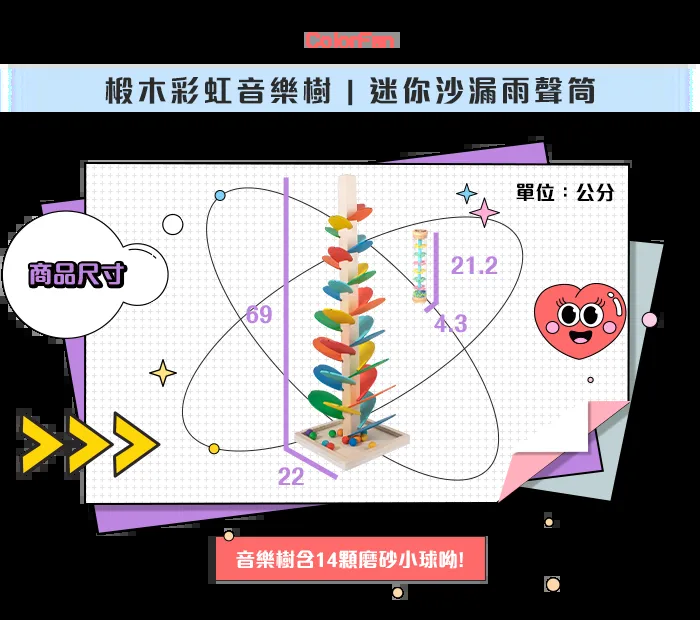 ColorFun
椴木彩虹音樂樹 | 迷你沙漏雨聲筒
單位：公分
商品尺寸
21.2
69
4.3
22
音樂樹含14顆磨砂小球呦!